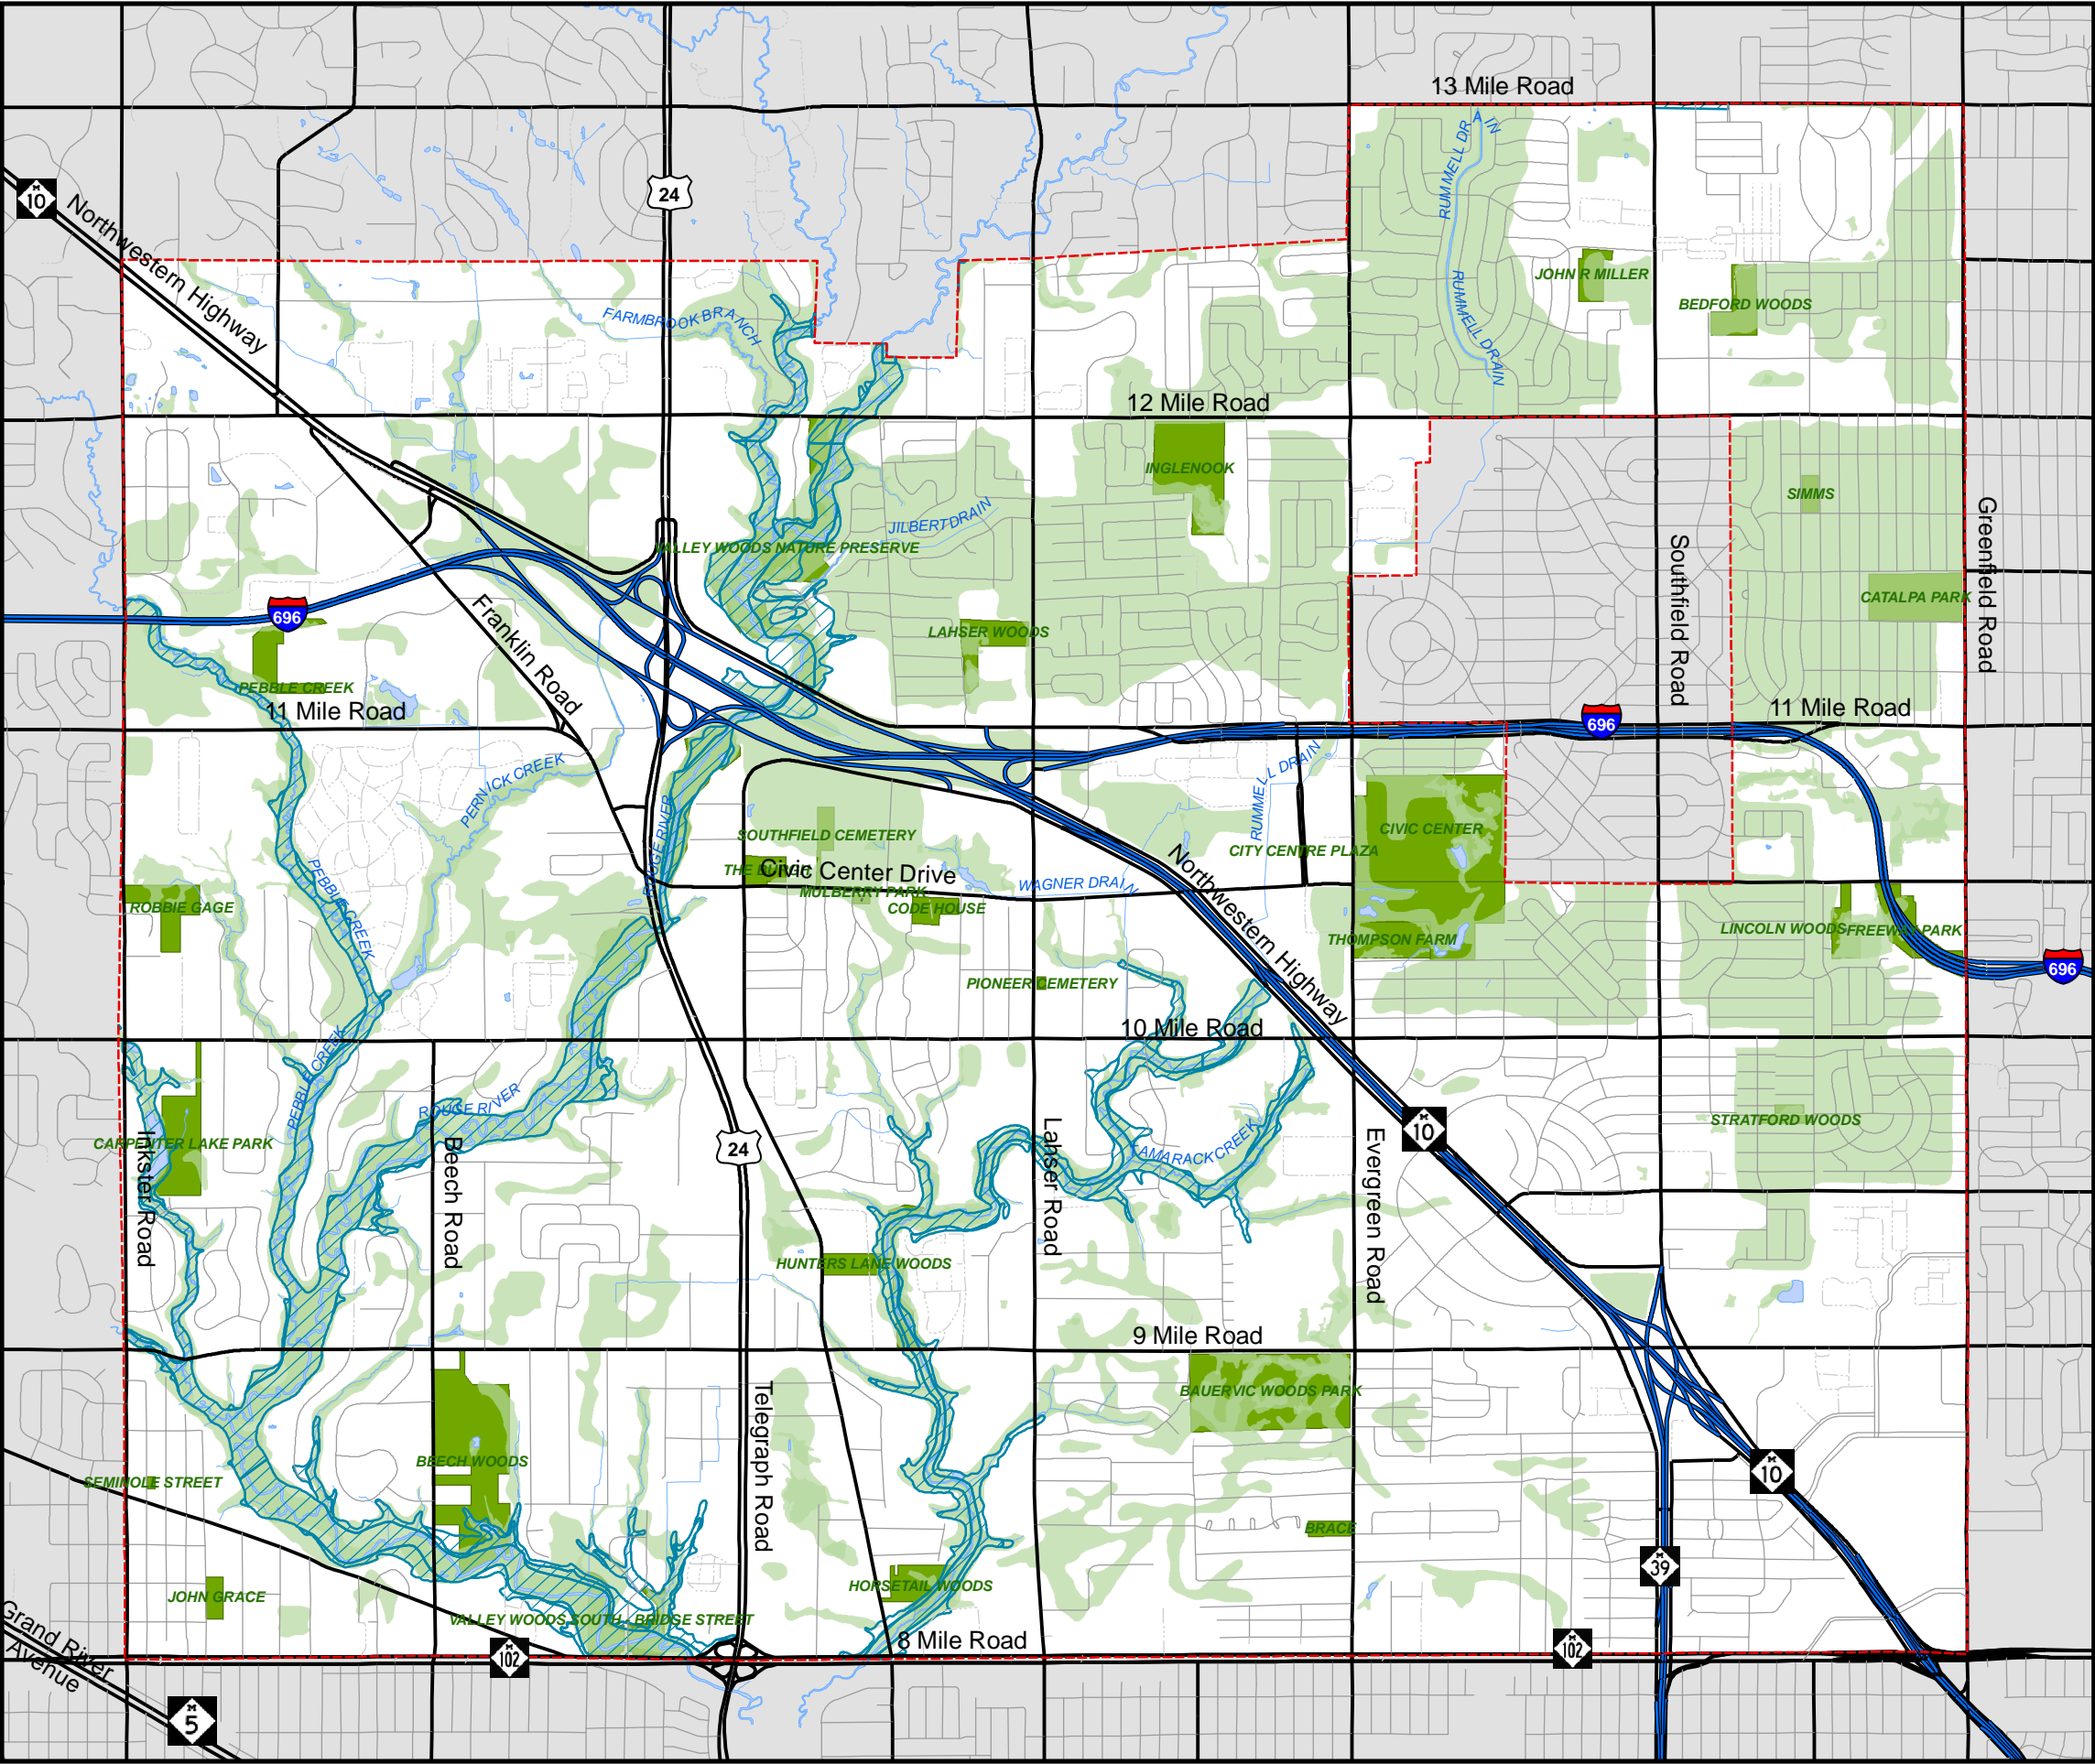 13 Mile Road
RUMMELL DRAIN
M 10
24
Northwestern Highway
JOHN R MILLER
BEDFORD WOODS
FARMBROOK BRANCH
RUMMELL DRAIN
12 Mile Road
INGLENOOK
SIMMS
JILBERT DRAIN
VALLEY WOODS NATURE PRESERVE
Greenfield Road
Southfield Road
CATALPA PARK
696
Franklin Road
LAHSER WOODS
PEBBLE CREEK
11 Mile Road
11 Mile Road
696
PERNICK CREEK
RUMMELL DRAIN
ROUGE RIVER
SOUTHFIELD CEMETERY
CIVIC CENTER
CITY CENTRE PLAZA
Northwestern Highway
THE BURGH
Civic Center Drive
MULBERRY PARK
WAGNER DRAIN
CODE HOUSE
PEBBLE CREEK
ROBBIE GAGE
THOMPSON FARM
LINCOLN WOODS
FREEWAY PARK
696
PIONEER CEMETERY
10 Mile Road
PEBBLE CREEK
ROUGE RIVER
CARPENTER LAKE PARK
Inkster Road
Beech Road
24
Lahser Road
TAMARACK CREEK
Evergreen Road
M 10
STRATFORD WOODS
HUNTERS LANE WOODS
9 Mile Road
BAUERVIC WOODS PARK
Telegraph Road
BEECH WOODS
SEMINOLE STREET
M 10
BRACE
M 39
JOHN GRACE
HORSETAIL WOODS
VALLEY WOODS SOUTH - BRIDGE STREET
8 Mile Road
M 102
M 102
Grand River
Avenue
M 5